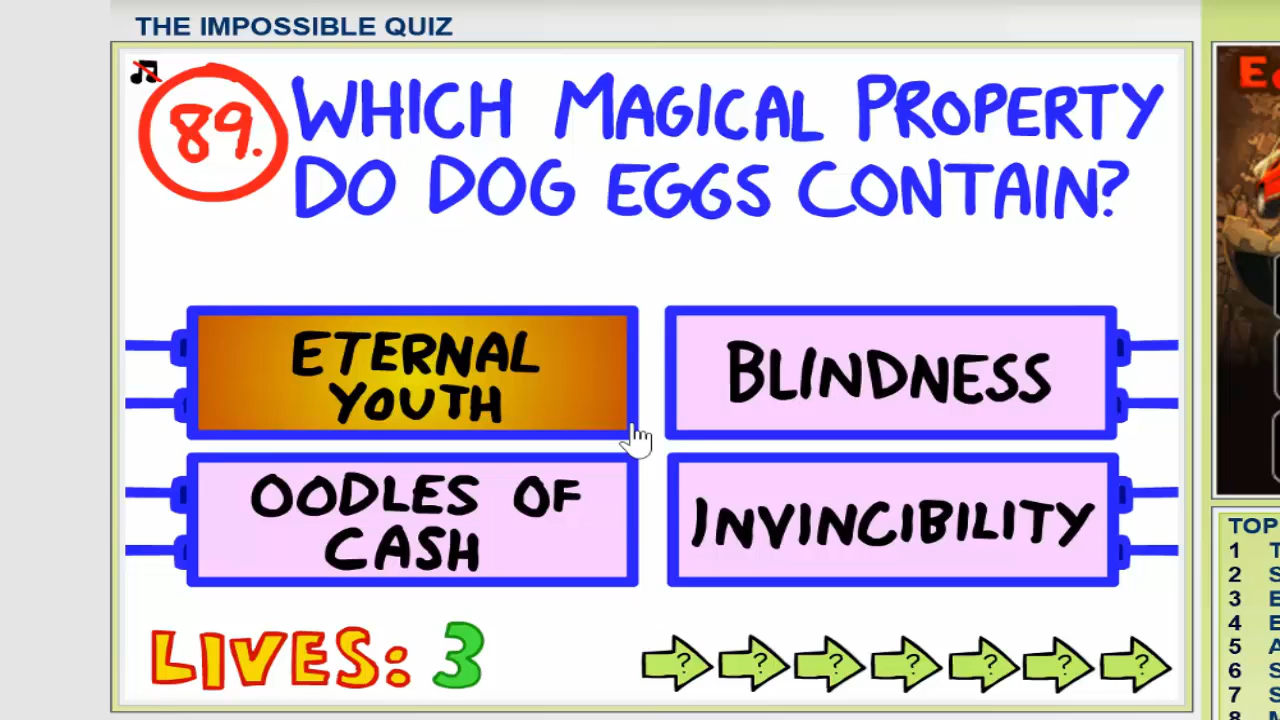 THE IMPOSSIBLE QUIZ
89. WHICH MAGICAL PROPERTY
DO DOG EGGS CONTAIN?
ETERNAL
YOUTH
BLINDNESS
OODLES OF
CASH
INVINCIBILITY
LIVES: 3
? ? ? ? ? ? ?
TOP
1
2 S
3 E
4 E
5
6 S
7 S
8